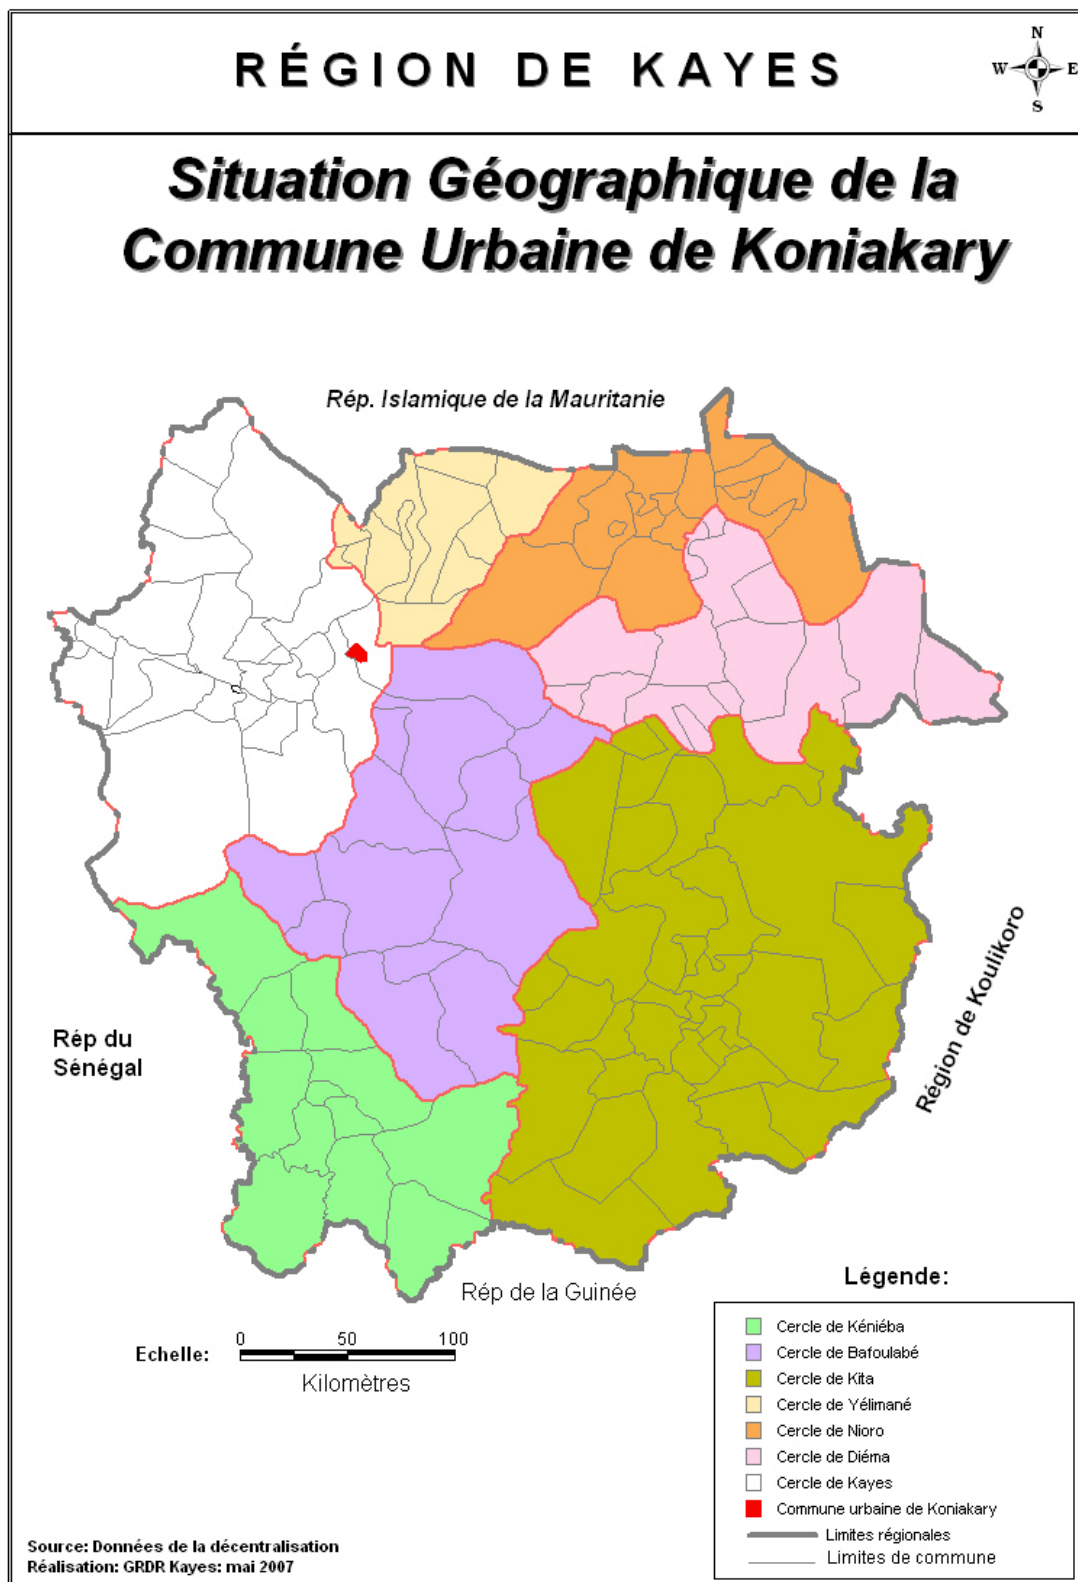 RÉGION DE KAYES
N
W E
S
Situation Géographique de la
Commune Urbaine de Koniakary
Rép. Islamique de la Mauritanie
Rép du
Sénégal
Région de Koulikoro
Rép de la Guinée
Echelle:
0 50 100
Kilomètres
Légende:
Cercle de Kéniéba
Cercle de Bafoulabé
Cercle de Kita
Cercle de Yélimané
Cercle de Nioro
Cercle de Diéma
Cercle de Kayes
Commune urbaine de Koniakary
Limites régionales
Limites de commune
Source: Données de la décentralisation
Réalisation: GRDR Kayes: mai 2007